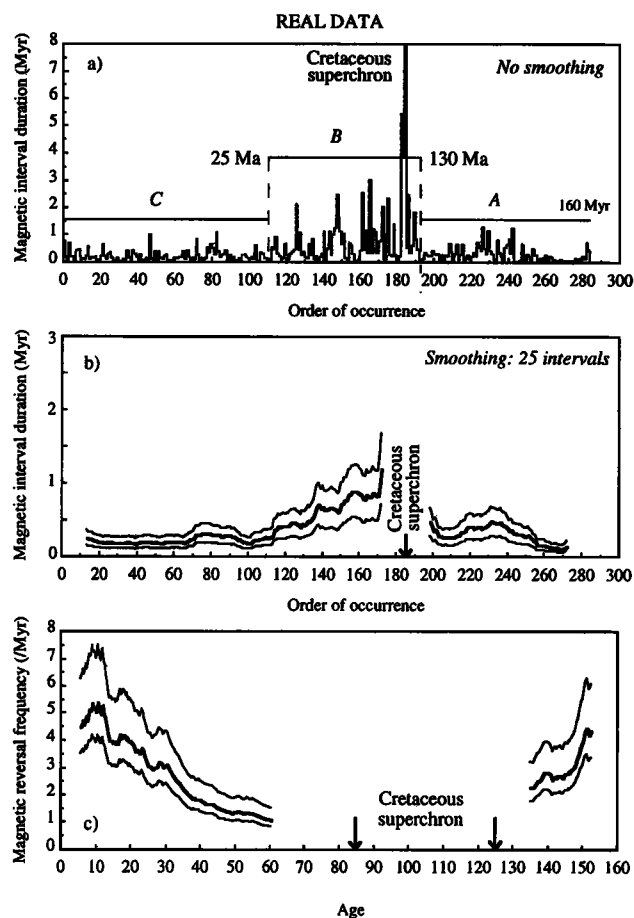 REAL DATA
Magnetic interval duration (Myr)
8
7
6
5
4
3
2
1
0
a)
Cretaceous
superchron
No smoothing
B
25 Ma
130 Ma
C
A
160 Myr
0 20 40 60 80 100 120 140 160 180 200 220 240 260 280 300
Order of occurrence
Magnetic interval duration (Myr)
3
2
1
0
b)
Smoothing: 25 intervals
Cretaceous
superchron
0 20 40 60 80 100 120 140 160 180 200 220 240 260 280 300
Order of occurrence
Magnetic reversal frequency (/Myr)
8
7
6
5
4
3
2
1
0
c)
Cretaceous
superchron
0 10 20 30 40 50 60 70 80 90 100 110 120 130 140 150 160
Age